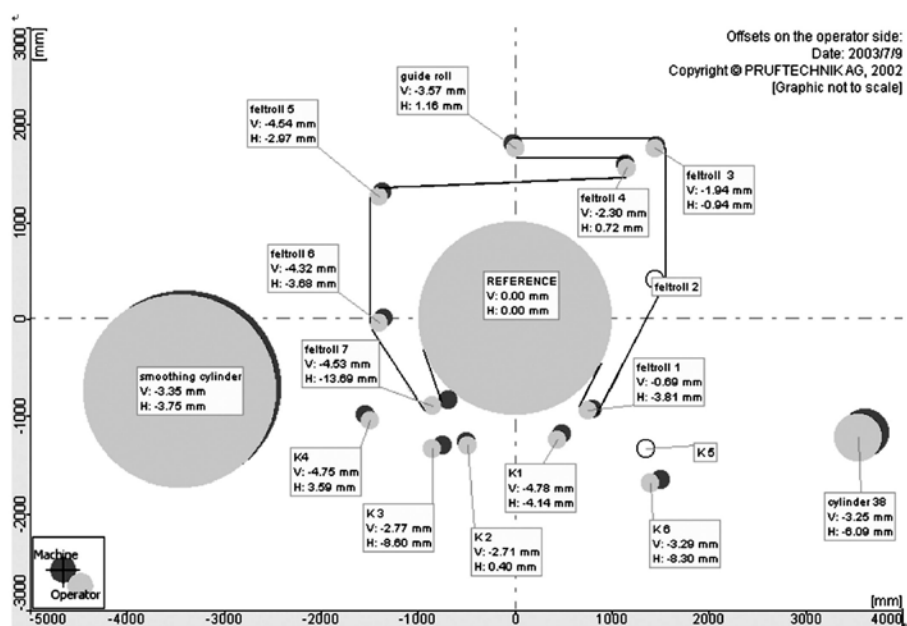 Offsets on the operator side:
Date: 2003/7/9
Copyright © PRUFTECHNIK AG, 2002
[Graphic not to scale]
3000
[mm]
2000
1000
0
-1000
-2000
-3000
guide roll
V: -3.57 mm
H: 1.16 mm
feltroll 5
V: -4.54 mm
H: -2.97 mm
feltroll 3
V: -1.94 mm
H: -0.94 mm
feltroll 4
V: -2.30 mm
H: 0.72 mm
feltroll 6
V: -4.32 mm
H: -3.68 mm
REFERENCE
V: 0.00 mm
H: 0.00 mm
feltroll 2
feltroll 7
V: -4.53 mm
H: -13.69 mm
smoothing cylinder
V: -3.35 mm
H: -3.75 mm
feltroll 1
V: -0.69 mm
H: -3.81 mm
K4
V: -4.75 mm
H: 3.59 mm
K3
V: -2.77 mm
H: -8.60 mm
K2
V: -2.71 mm
H: 0.40 mm
K1
V: -4.78 mm
H: -4.14 mm
K5
K6
V: -3.29 mm
H: -8.30 mm
cylinder 38
V: -3.25 mm
H: -6.09 mm
Machine
Operator
[mm]
-5000 -4000 -3000 -2000 -1000 0 1000 2000 3000 4000